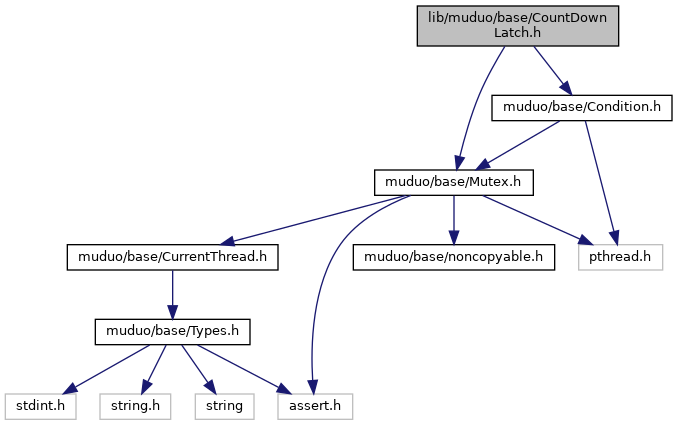 lib/muduo/base/CountDown
Latch.h
muduo/base/Condition.h
muduo/base/Mutex.h
muduo/base/CurrentThread.h
muduo/base/noncopyable.h
pthread.h
muduo/base/Types.h
stdint.h
string.h
string
assert.h